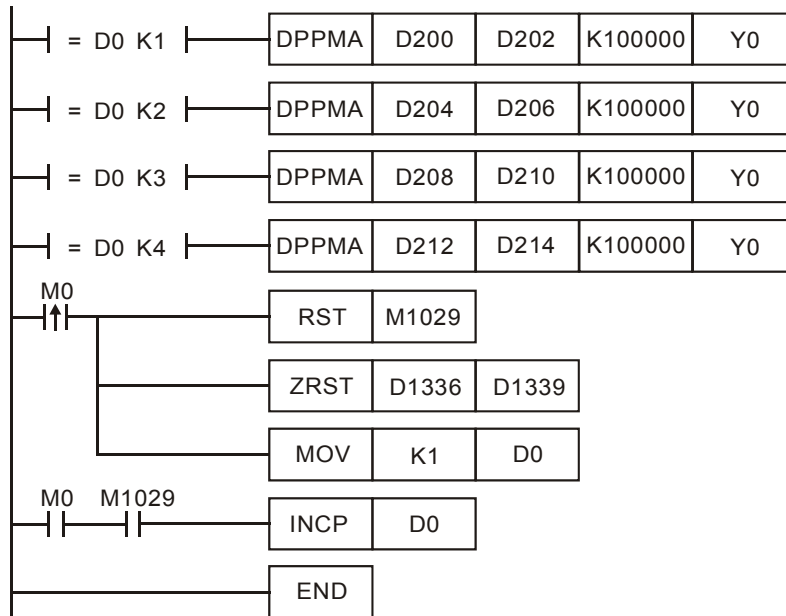 = D0 K1 DPPMA D200 D202 K100000 Y0
= D0 K2 DPPMA D204 D206 K100000 Y0
= D0 K3 DPPMA D208 D210 K100000 Y0
= D0 K4 DPPMA D212 D214 K100000 Y0
M0
RST M1029
ZRST D1336 D1339
MOV K1 D0
M0 M1029
INCP D0
END